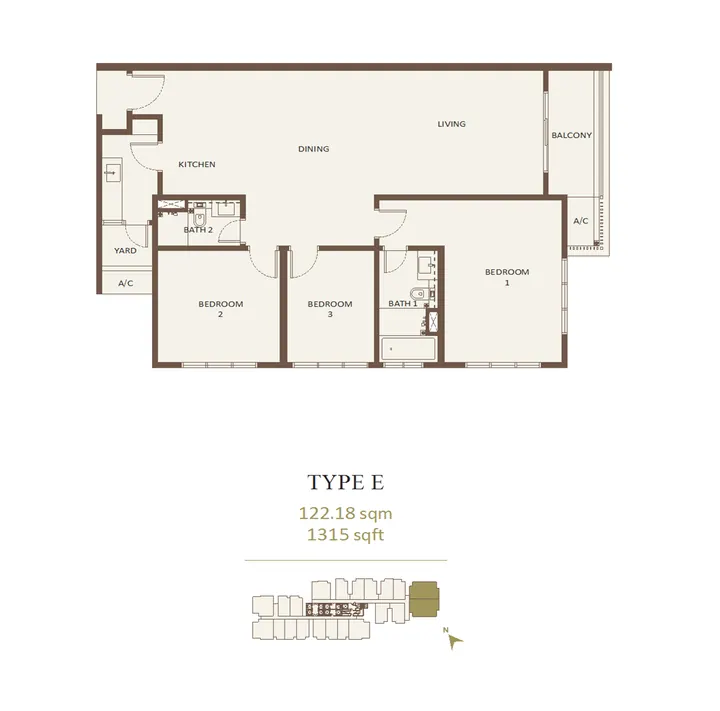 LIVING
BALCONY
DINING
KITCHEN
A/C
BATH 2
YARD
BEDROOM
1
A/C
BEDROOM
2
BEDROOM
3
BATH 1
TYPE E
122.18 sqm
1315 sqft
N